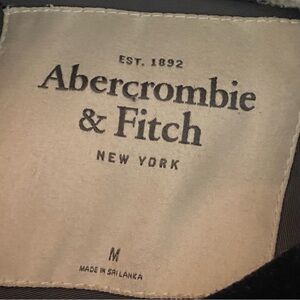 EST. 1892
Abercrombie
& Fitch
NEW YORK
M
MADE IN SRI LANKA